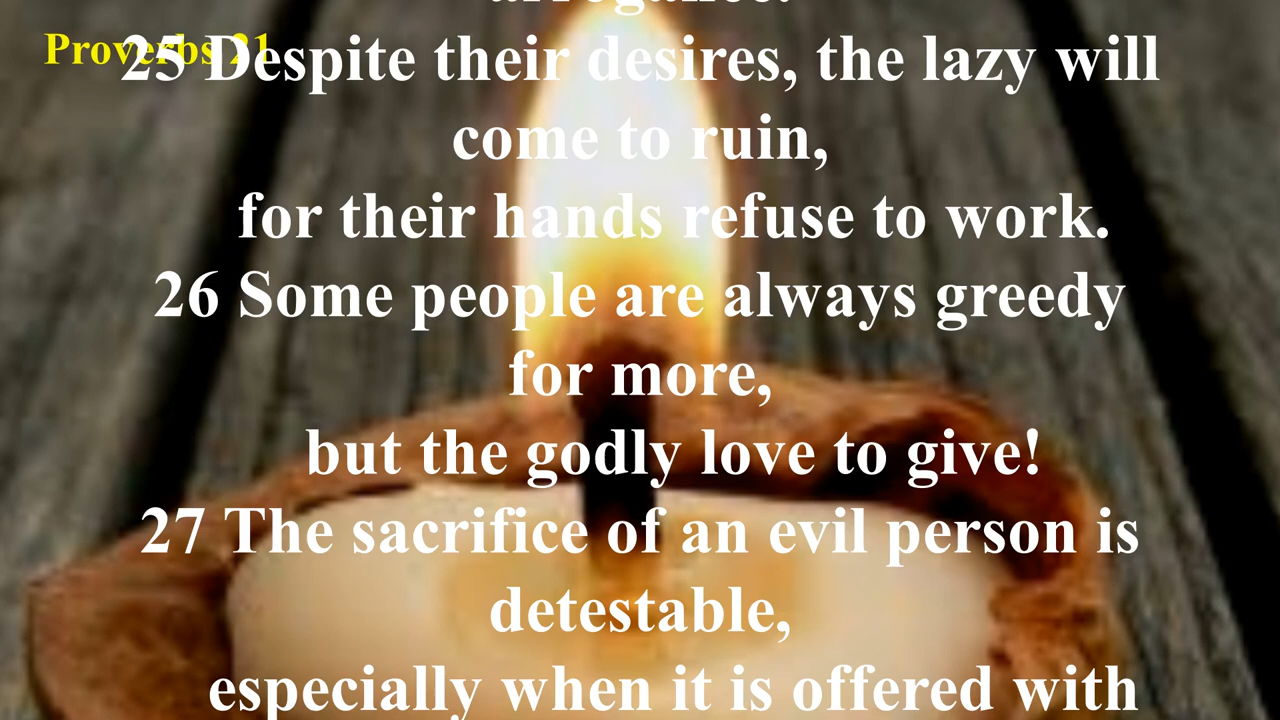 arrogance.
Proverbs 21
25 Despite their desires, the lazy will
come to ruin,
for their hands refuse to work.
26 Some people are always greedy
for more,
but the godly love to give!
27 The sacrifice of an evil person is
detestable,
especially when it is offered with